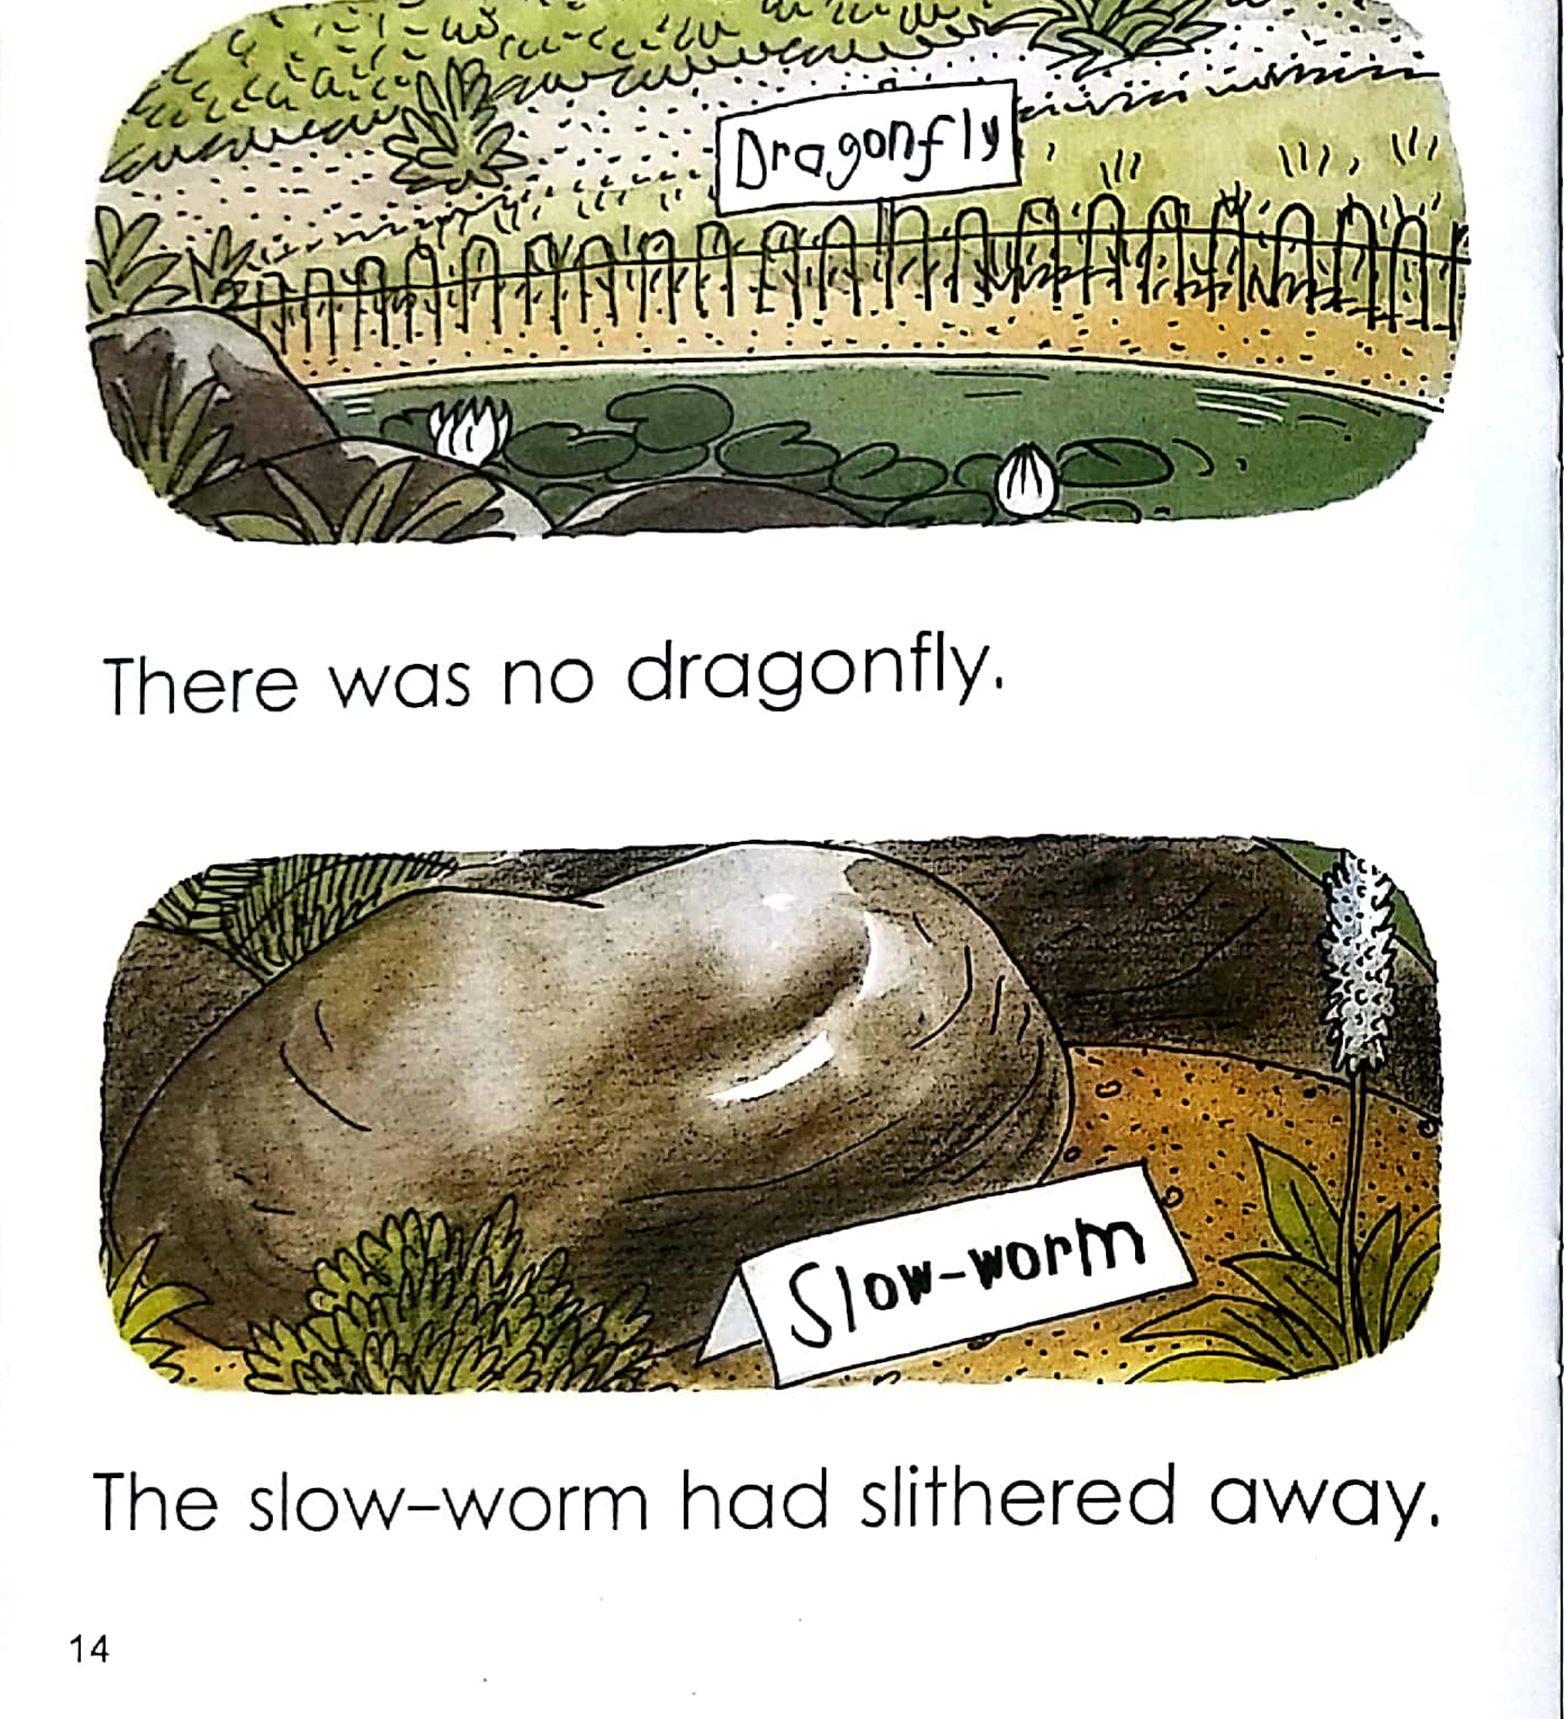 Dragonfly
There was no dragonfly.
Slow-worm
The slow-worm had slithered away.
14